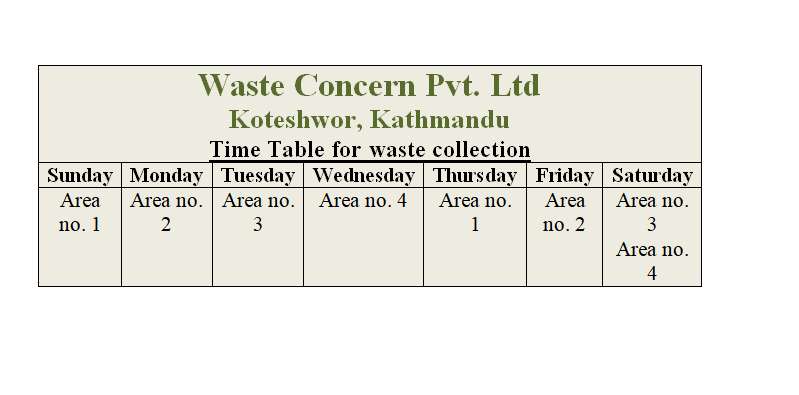 Waste Concern Pvt. Ltd
Koteshwor, Kathmandu
Time Table for waste collection
Sunday Monday Tuesday Wednesday Thursday Friday Saturday
Area Area no. Area no. Area no. 4 Area no. Area Area no.
no. 1 2 3 1 no. 2 3
Area no.
4